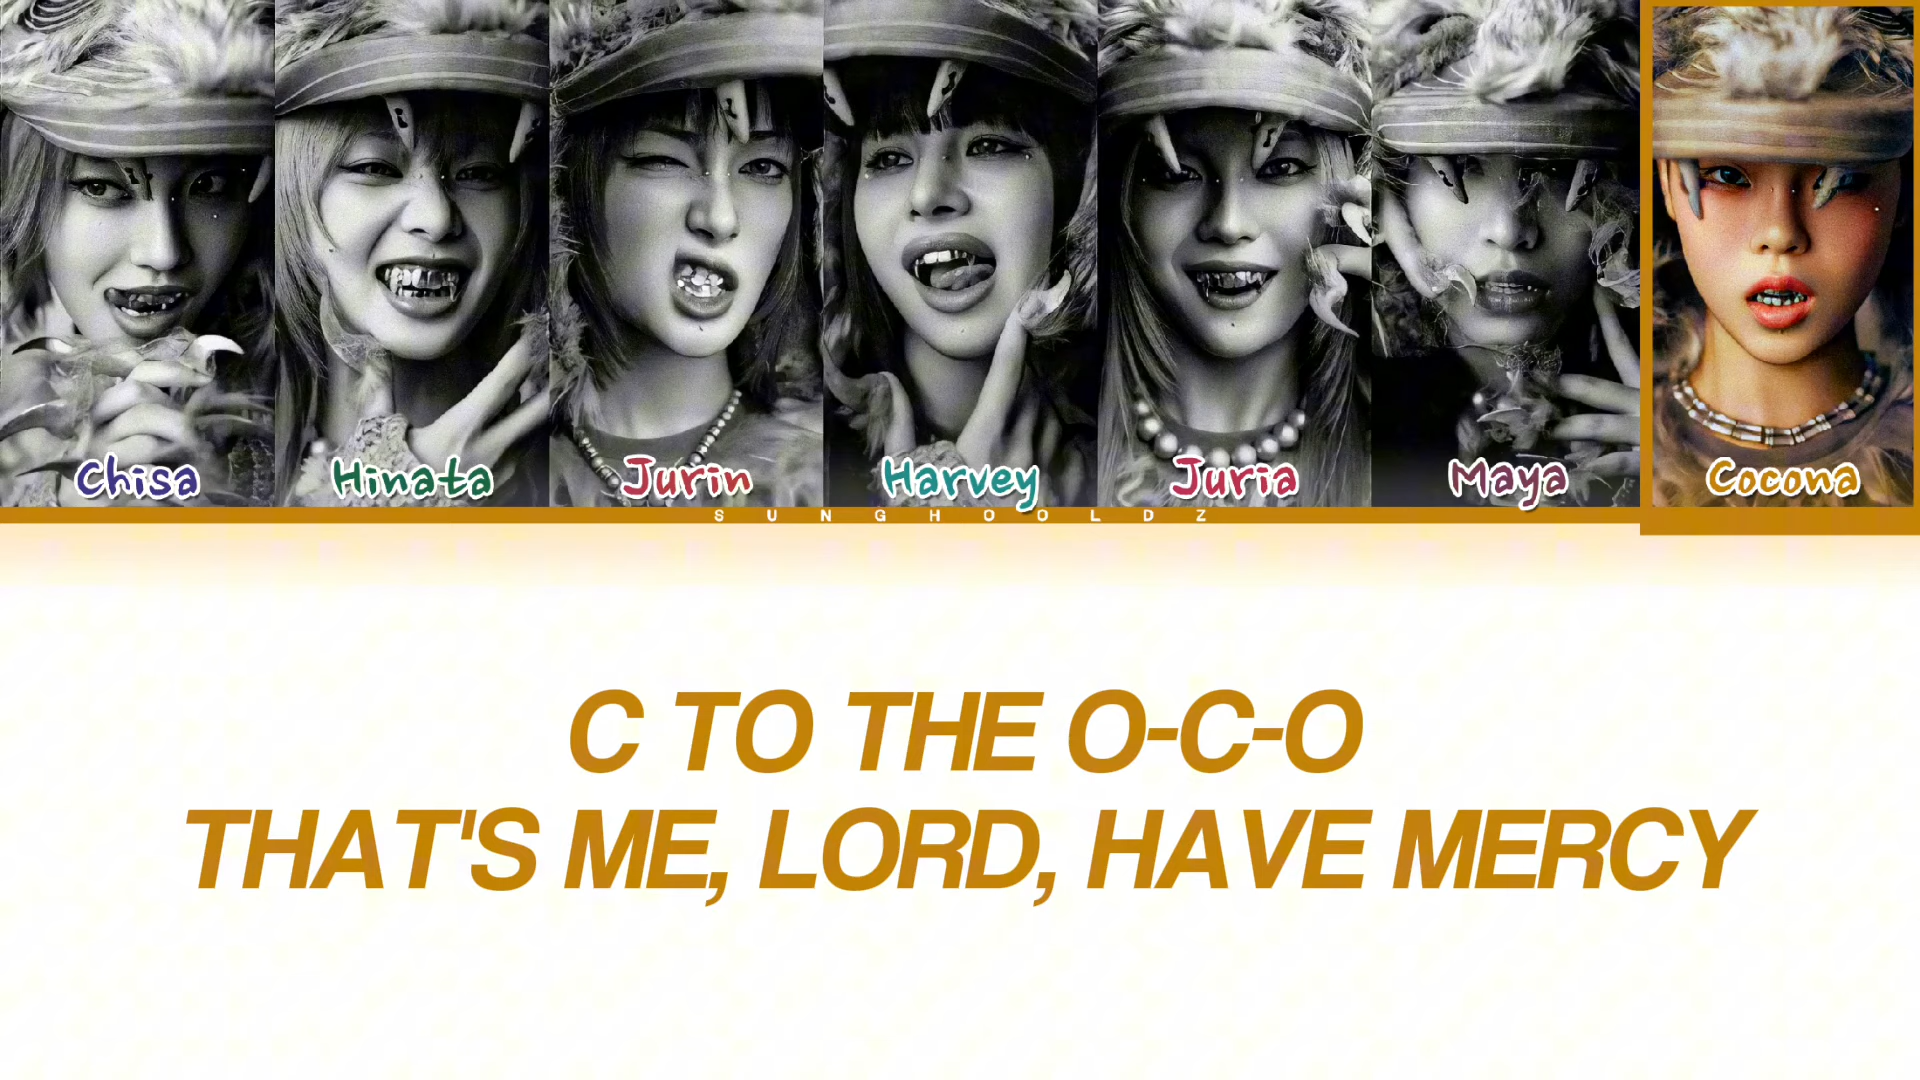 Chisa Hinata Jurin Harvey Juria Maya Cocona
SUNGHOOLDZ
C TO THE O-C-O
THAT'S ME, LORD, HAVE MERCY